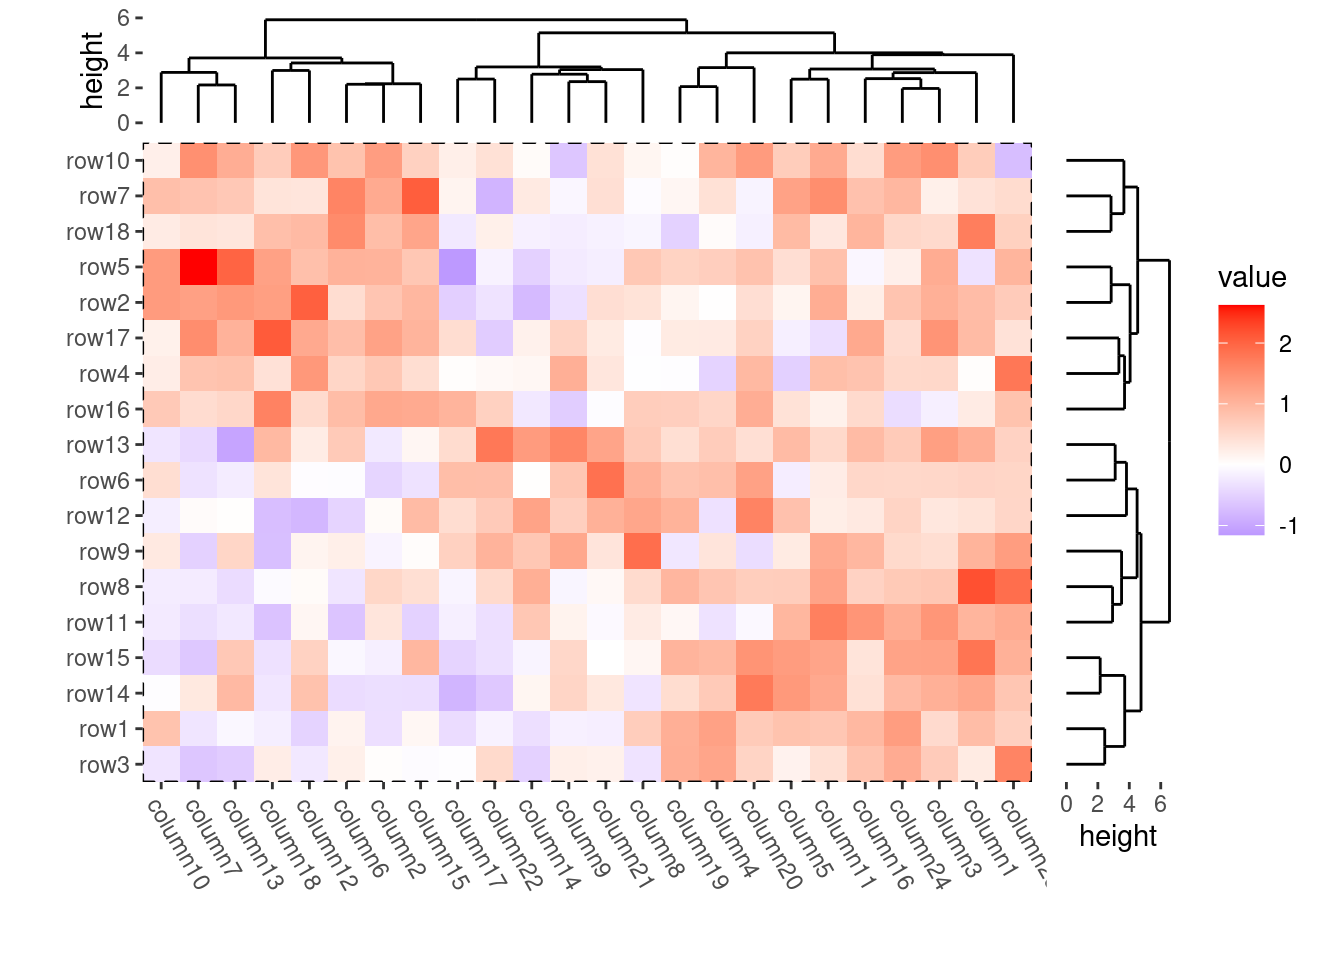 6
4
2
0
height
row10
row7
row18
row5
row2
row17
row4
row16
row13
row6
row12
row9
row8
row11
row15
row14
row1
row3
column10
column7
column13
column18
column12
column6
column2
column15
column17
column22
column14
column9
column21
column8
column19
column4
column20
column5
column11
column16
column24
column3
column1
0 2 4 6
height
value
2
1
0
-1